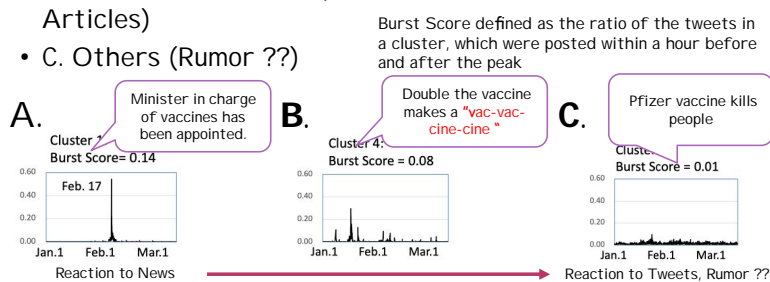 Articles)
• C. Others (Rumor ??)
Burst Score defined as the ratio of the tweets in
a cluster, which were posted within a hour before
and after the peak
A.
Minister in charge
of vaccines has
been appointed.
Cluster
Burst Score= 0.14
0.60
0.40
0.20
0.00
Feb. 17
Jan.1 Feb.1 Mar.1
Reaction to News
B.
Double the vaccine
makes a "vac-vac-
cine-cine "
Cluster 4:
Burst Score = 0.08
0.60
0.40
0.20
0.00
Jan.1 Feb.1 Mar.1
C.
Pfizer vaccine kills
people
Burst Score = 0.01
0.60
0.40
0.20
0.00
Jan.1 Feb.1 Mar.1
Reaction to Tweets, Rumor ??